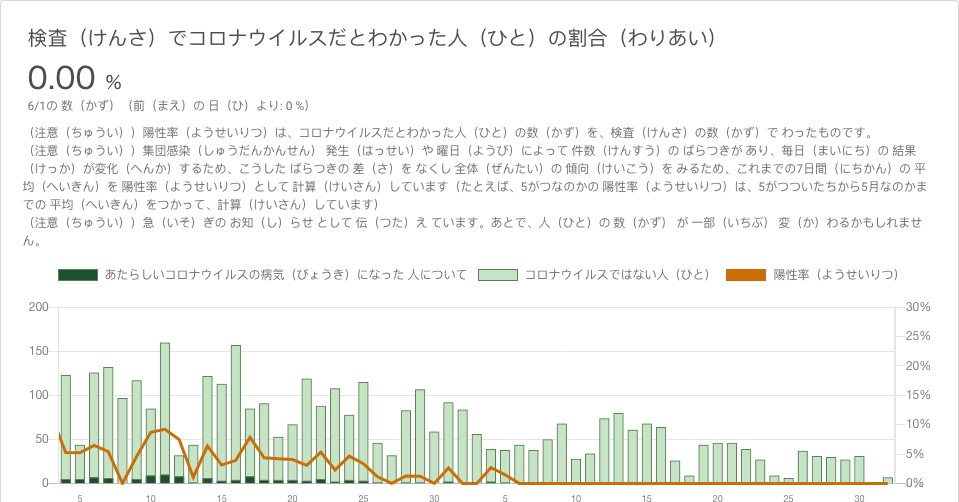 検査（けんさ）でコロナウイルスだとわかった人（ひと）の割合（わりあい）
0.00 %
6/1の 数（かず）（前（まえ）の 日（ひ）より: 0 %）
（注意（ちゅうい））陽性率（ようせいりつ）は、コロナウイルスだとわかった人（ひと）の数（かず）を、検査（けんさ）の数（かず）で わったものです。
（注意（ちゅうい））集団感染（しゅうだんかんせん） 発生（はっせい）や 曜日（ようび）によって 件数（けんすう）の ばらつきが あり、毎日（まいにち）の 結果
（けっか）が変化（へんか）するため、こうした ばらつきの 差（さ）を なくし 全体（ぜんたい）の 傾向（けいこう）を みるため、これまでの7日間（にちかん）の 平
均（へいきん）を 陽性率（ようせいりつ）として 計算（けいさん）しています（たとえば、5がつなのかの 陽性率（ようせいりつ）は、5がつついたちから5月なのかま
での 平均（へいきん）をつかって、計算（けいさん）しています）
（注意（ちゅうい））急（いそ）ぎの お知（し）らせ として 伝（つた）え ています。あとで、人（ひと）の 数（かず） が 一部（いちぶ） 変（か）わるかもしれませ
ん。
あたらしいコロナウイルスの病気（びょうき）になった 人について コロナウイルスではない人（ひと） 陽性率（ようせいりつ）
200 30%
25%
150
20%
100 15%
10%
50
5%
0 0%
5 10 15 20 25 30 5 10 15 20 25 30